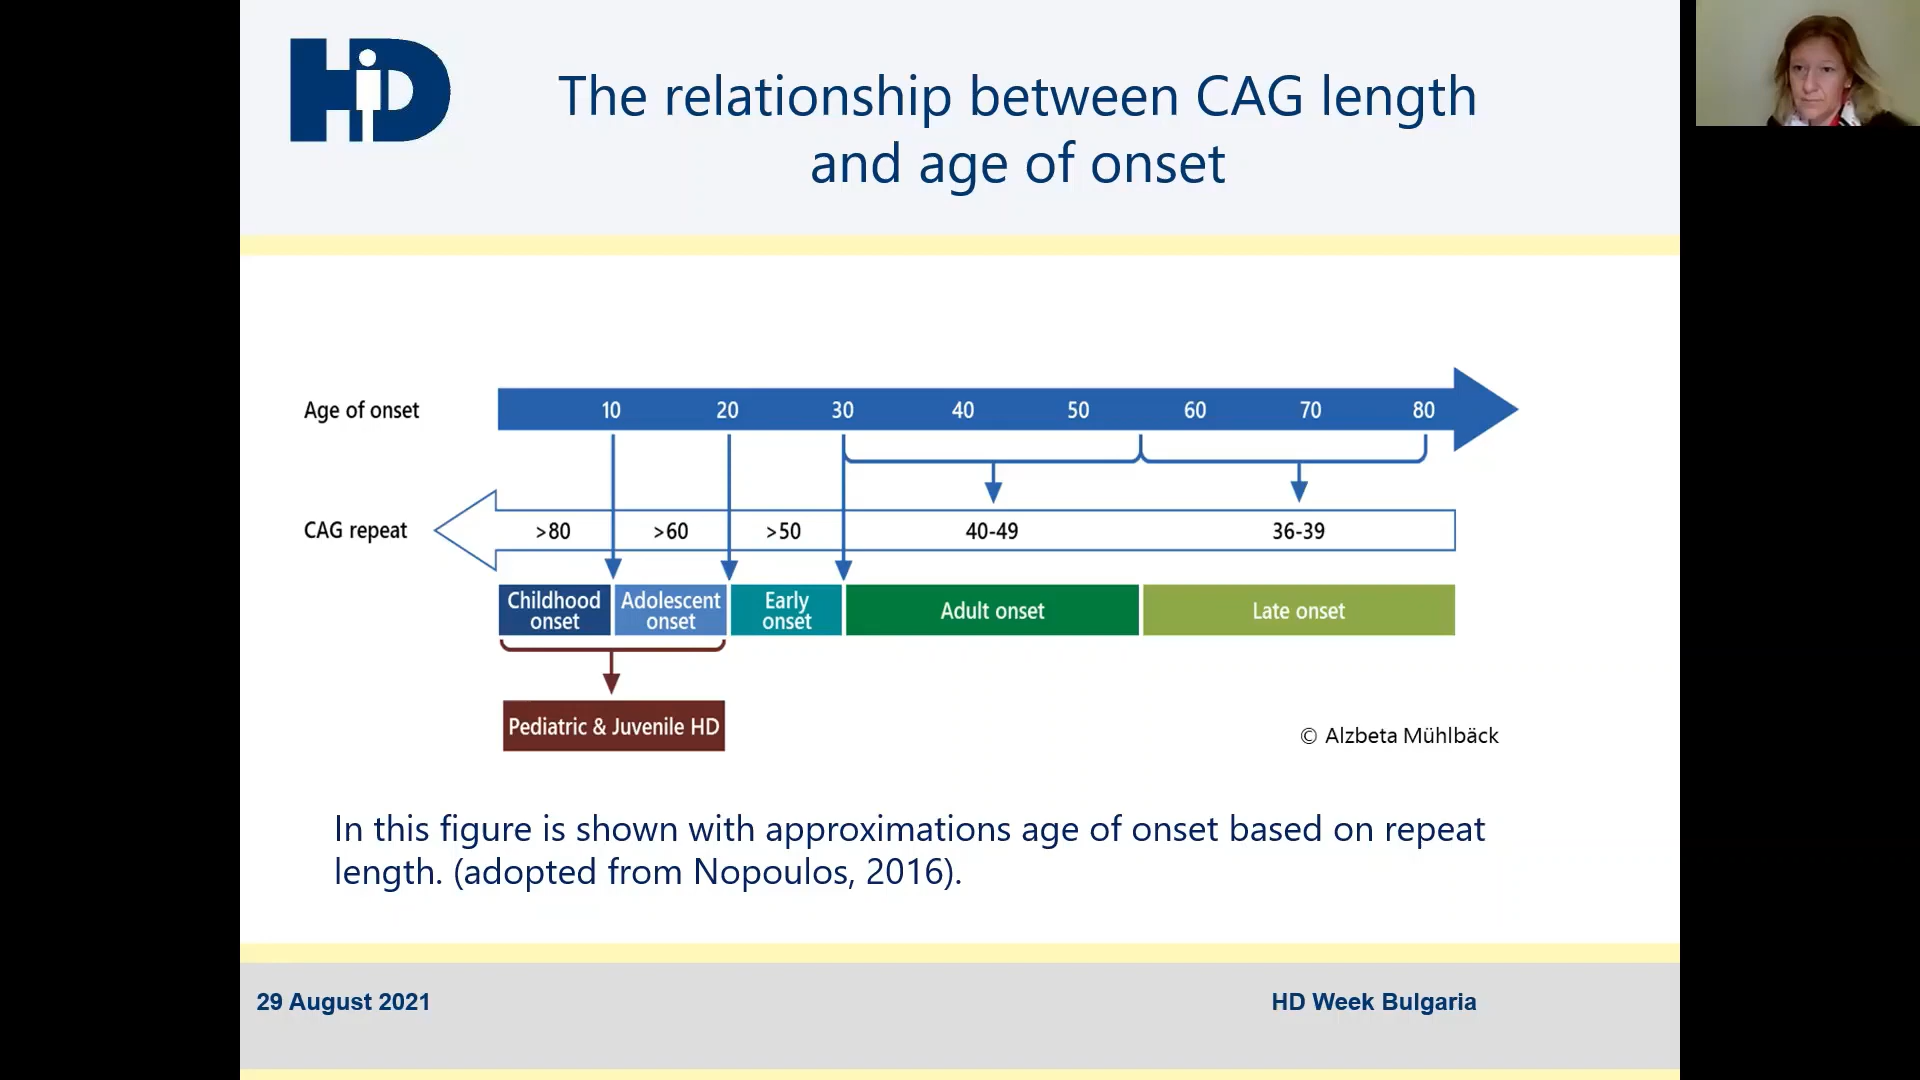 HD
The relationship between CAG length
and age of onset
Age of onset 10 20 30 40 50 60 70 80
CAG repeat >80 >60 >50 40-49 36-39
Childhood onset
Adolescent onset
Early onset
Adult onset
Late onset
Pediatric & Juvenile HD
© Alzbeta Mühlbäck
In this figure is shown with approximations age of onset based on repeat
length. (adopted from Nopoulos, 2016).
29 August 2021
HD Week Bulgaria